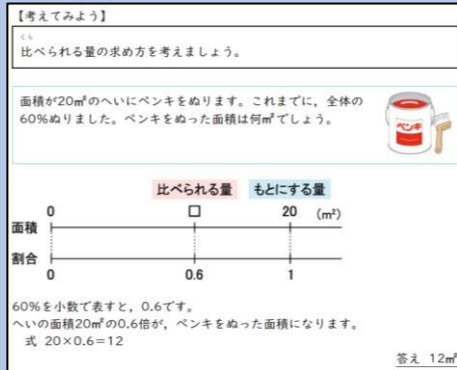 【考えてみよう】
くら
比べられる量の求め方を考えましょう。
面積が20㎡のへいにペンキをぬります。これまでに，全体の
60%ぬりました。ペンキをぬった面積は何㎡でしょう。
ペンキ
比べられる量 もとにする量
0 □ 20 (㎡)
面積
割合
0 0.6 1
60%を小数で表すと，0.6です。
へいの面積20㎡の0.6倍が，ペンキをぬった面積になります。
式 20×0.6＝12
答え 12㎡